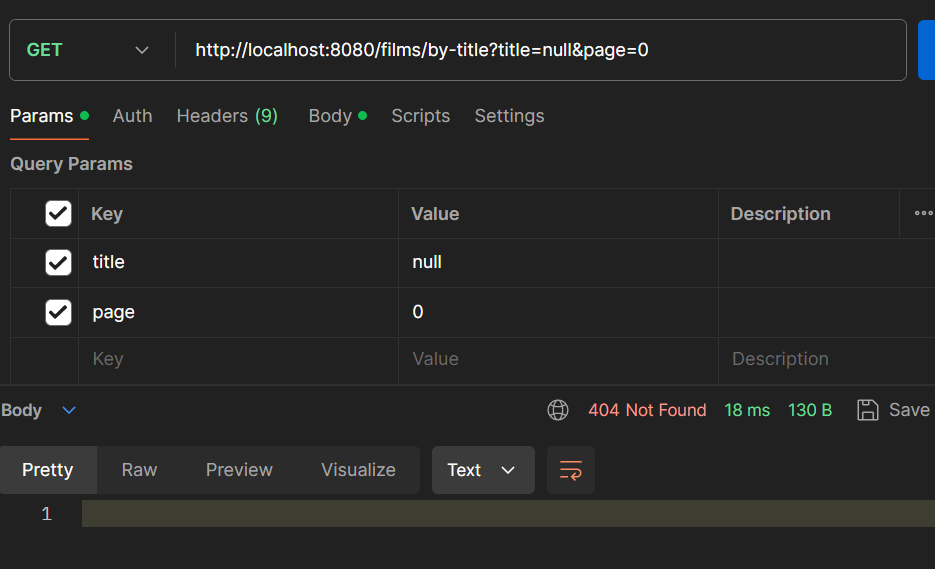 GET http://localhost:8080/films/by-title?title=null&page=0
Params Auth Headers (9) Body Scripts Settings
Query Params
Key Value Description
title null
page 0
Key Value Description
Body 404 Not Found 18 ms 130 B Save
Pretty Raw Preview Visualize Text
1